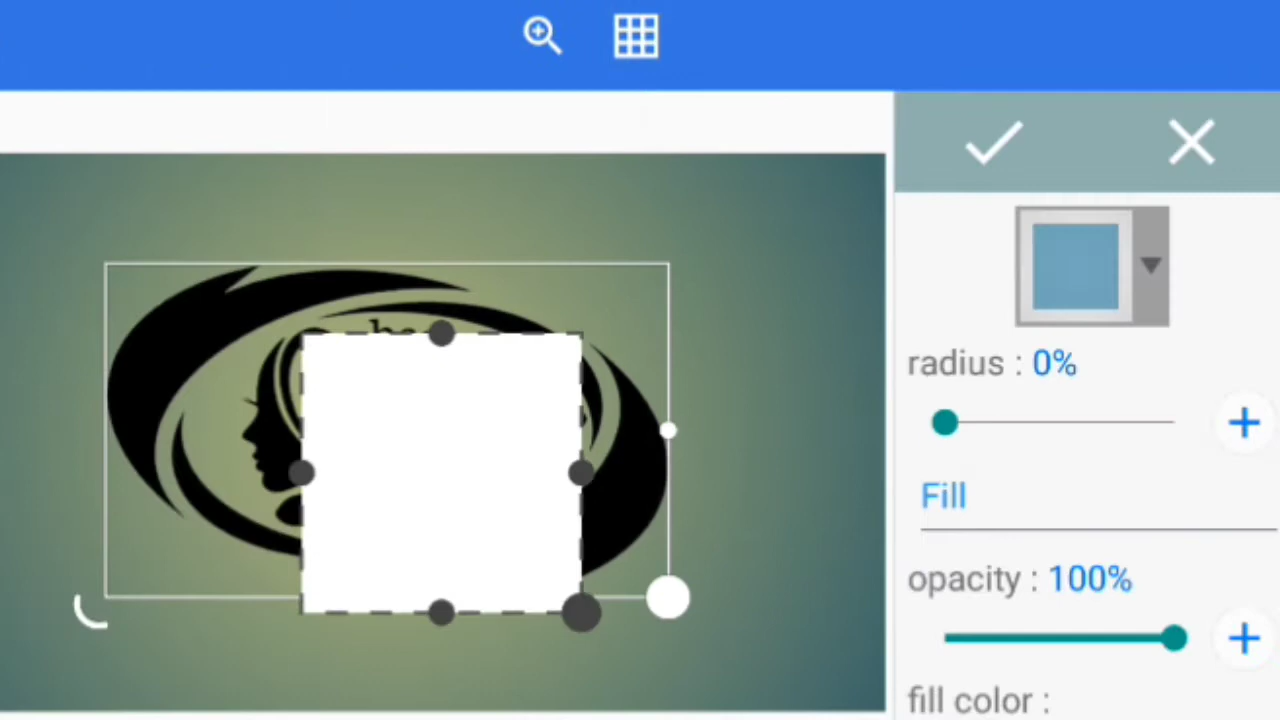 radius : 0%
Fill
opacity : 100%
fill color :